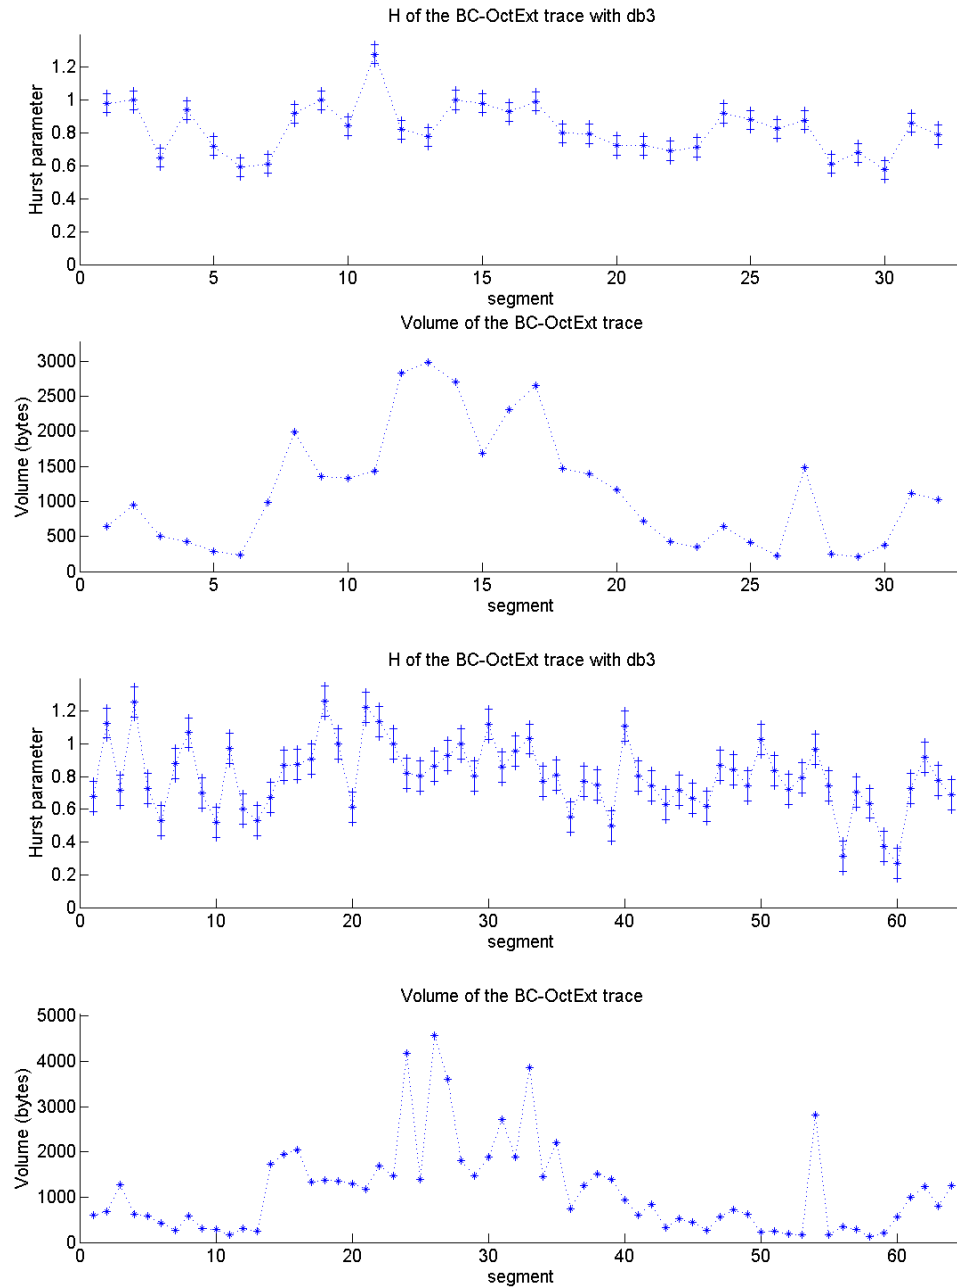 H of the BC-OctExt trace with db3
Hurst parameter
1.2
1
0.8
0.6
0.4
0.2
0
0 5 10 15 20 25 30
segment
Volume of the BC-OctExt trace
Volume (bytes)
3000
2500
2000
1500
1000
500
0
0 5 10 15 20 25 30
segment
H of the BC-OctExt trace with db3
Hurst parameter
1.2
1
0.8
0.6
0.4
0.2
0
0 10 20 30 40 50 60
segment
Volume of the BC-OctExt trace
Volume (bytes)
5000
4000
3000
2000
1000
0
0 10 20 30 40 50 60
segment